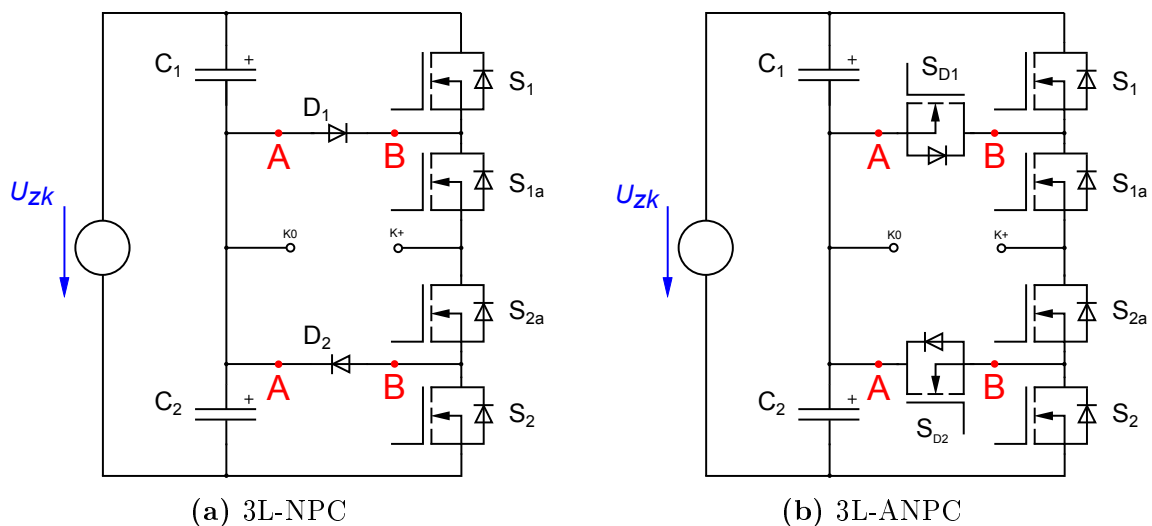 C1
+
D1
A
B
S1
S1a
Uzk
K0
K+
S2a
D2
A
B
C2
+
S2
(a) 3L-NPC
C1
+
SD1
A
B
S1
S1a
Uzk
K0
K+
S2a
A
B
C2
+
SD2
S2
(b) 3L-ANPC